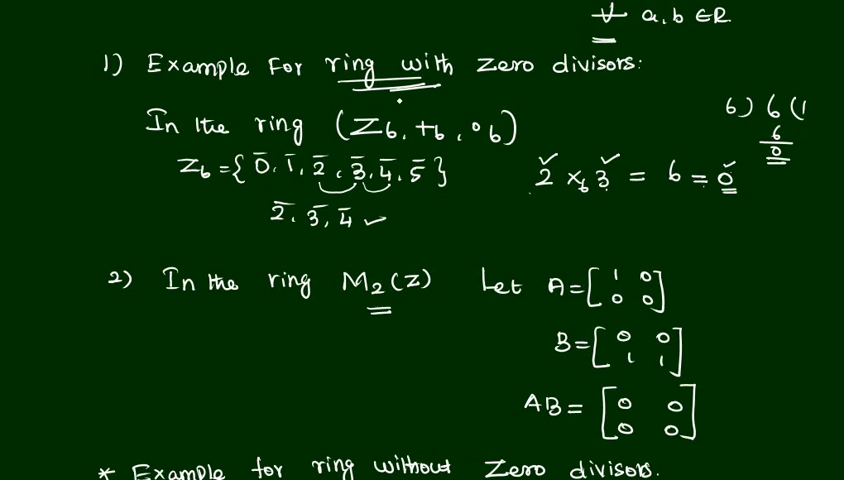 ∀ a, b ∈ R.
1) Example For ring with Zero divisors:
In the ring (Z6, +6, o6)
6) 6 (1
6
0
Z6 = { 0̄, 1̄, 2̄, 3̄, 4̄, 5̄ }
2 ×6 3 = 6 = 0
2̄, 3̄, 4̄ ✓
2) In the ring M2(Z) Let A = [ 1 0
0 0 ]
B = [ 0 0
1 1 ]
AB = [ 0 0
0 0 ]
* Example for ring without Zero divisors.